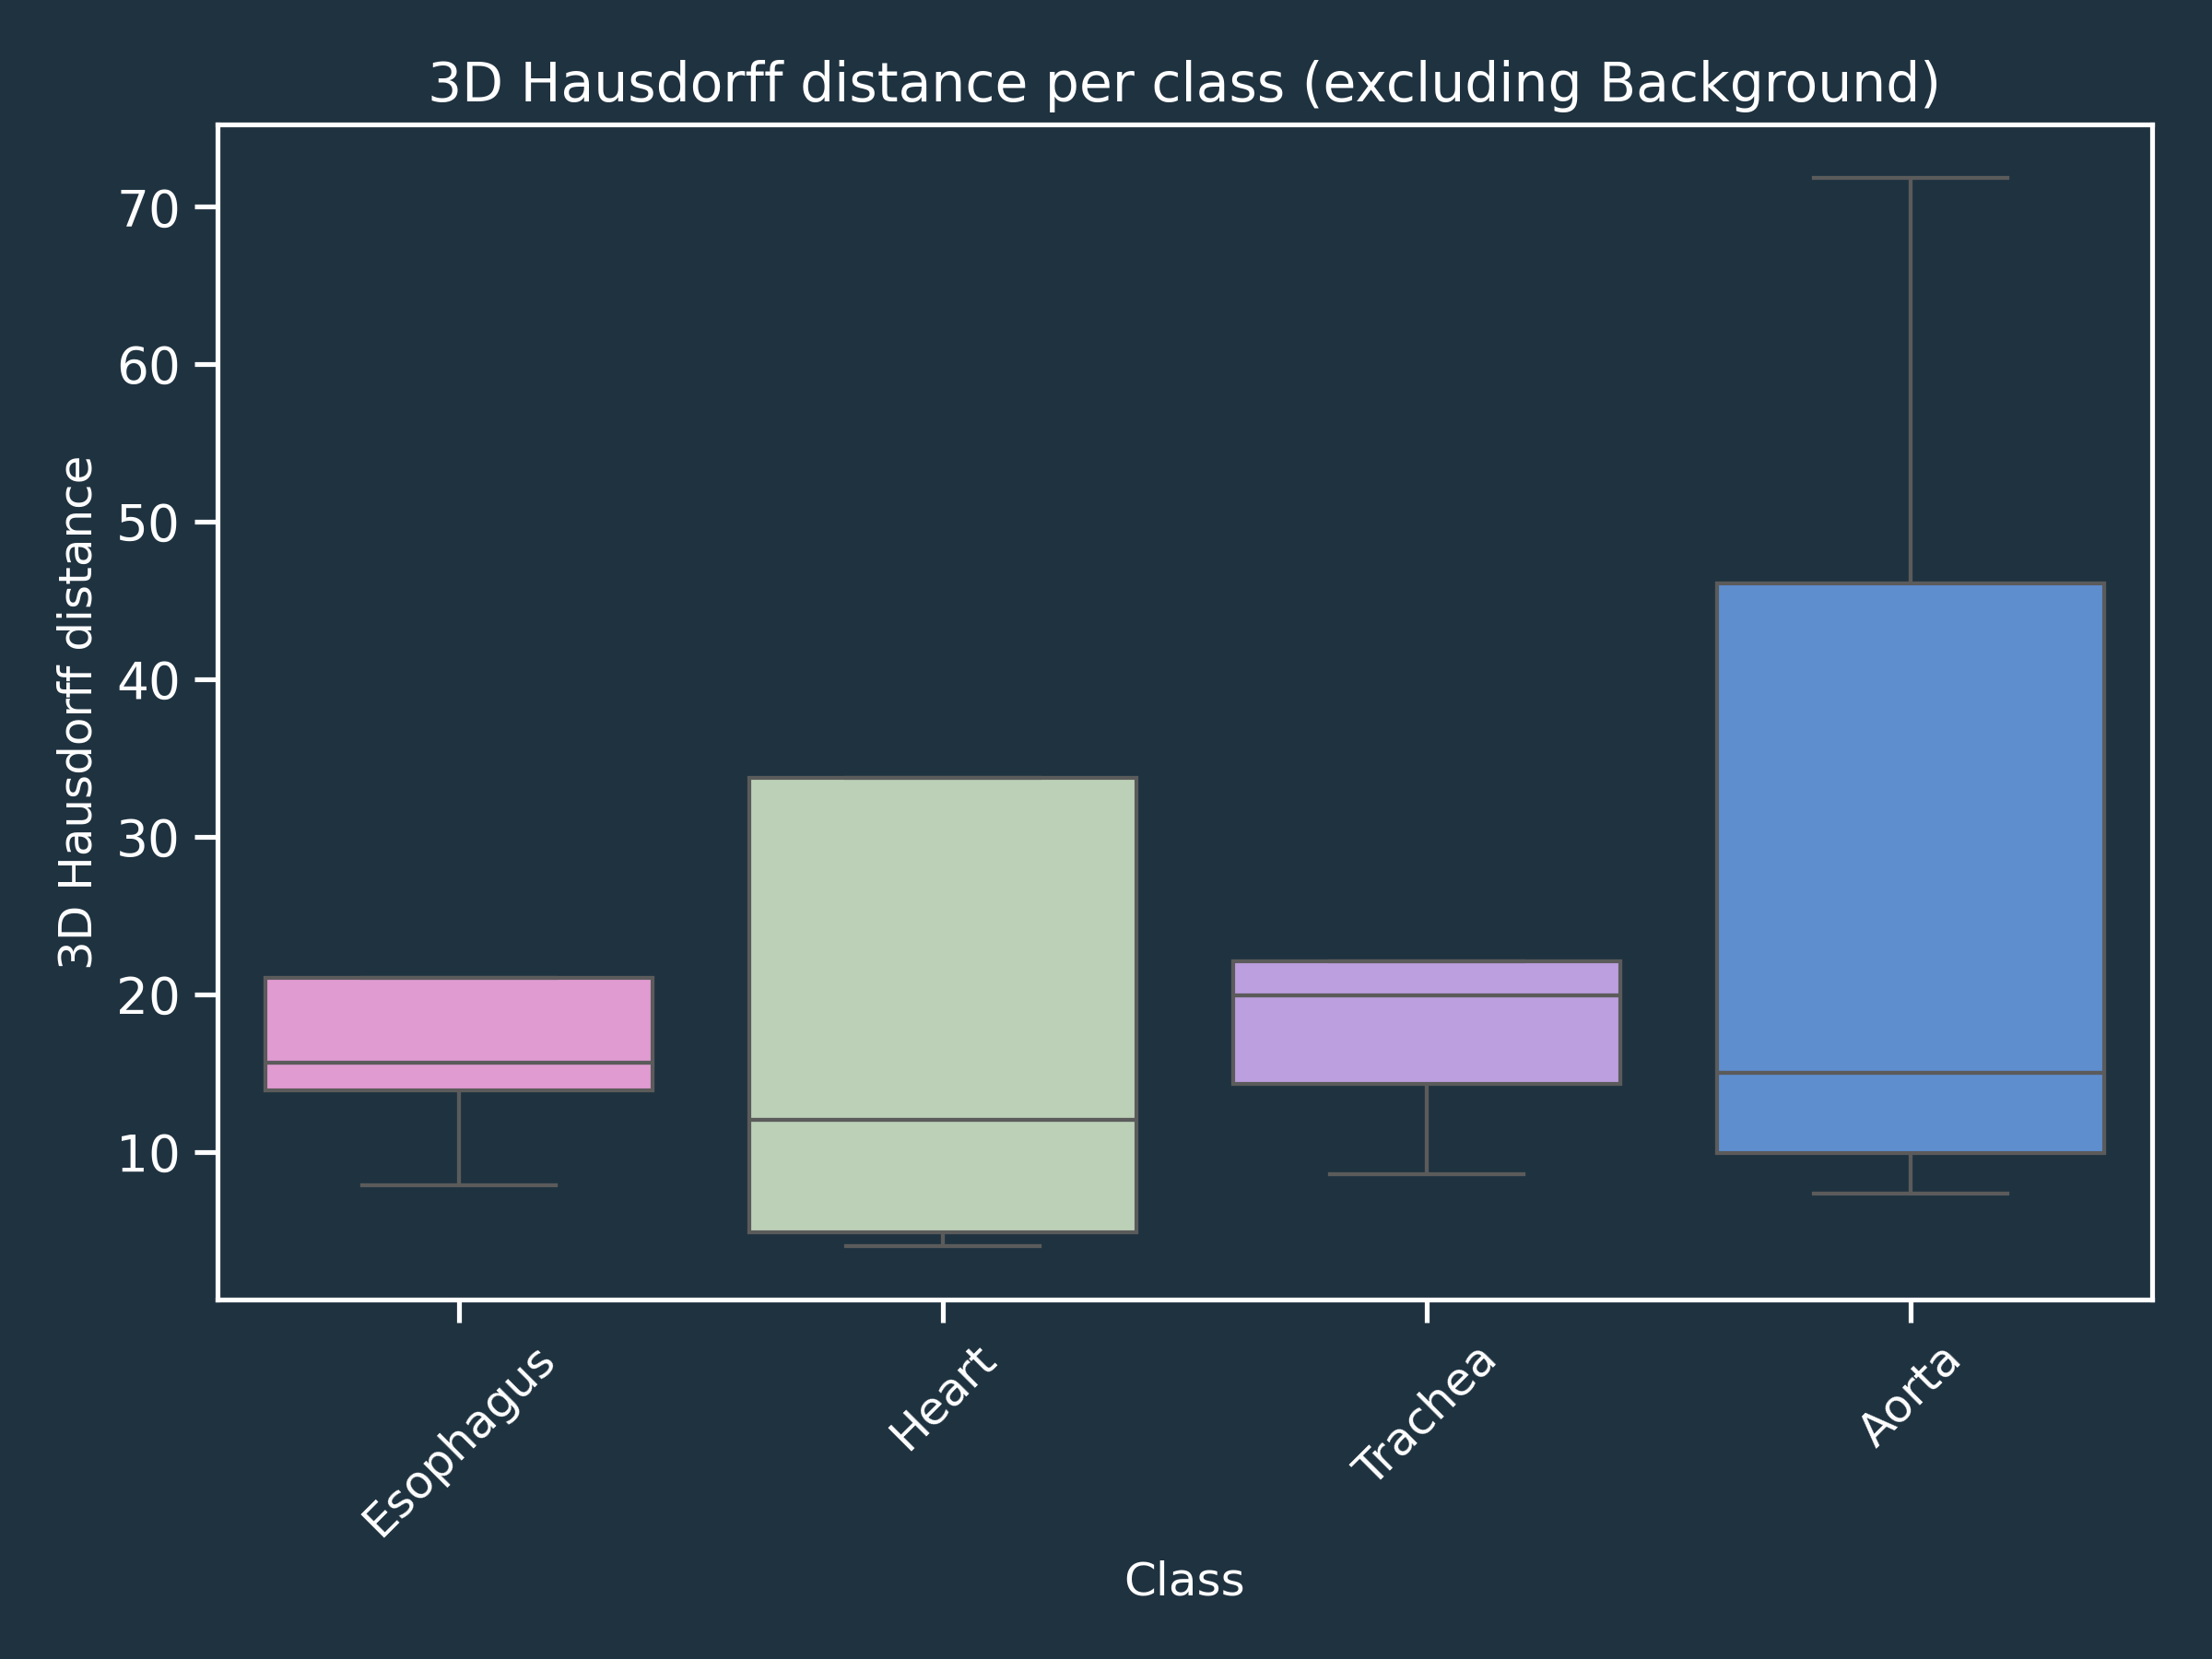 3D Hausdorff distance per class (excluding Background)
3D Hausdorff distance
70
60
50
40
30
20
10
Esophagus
Heart
Trachea
Aorta
Class